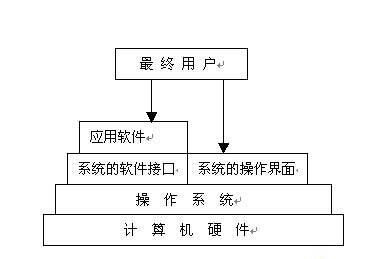 最 终 用 户
应用软件
系统的软件接口 系统的操作界面
操 作 系 统
计 算 机 硬 件